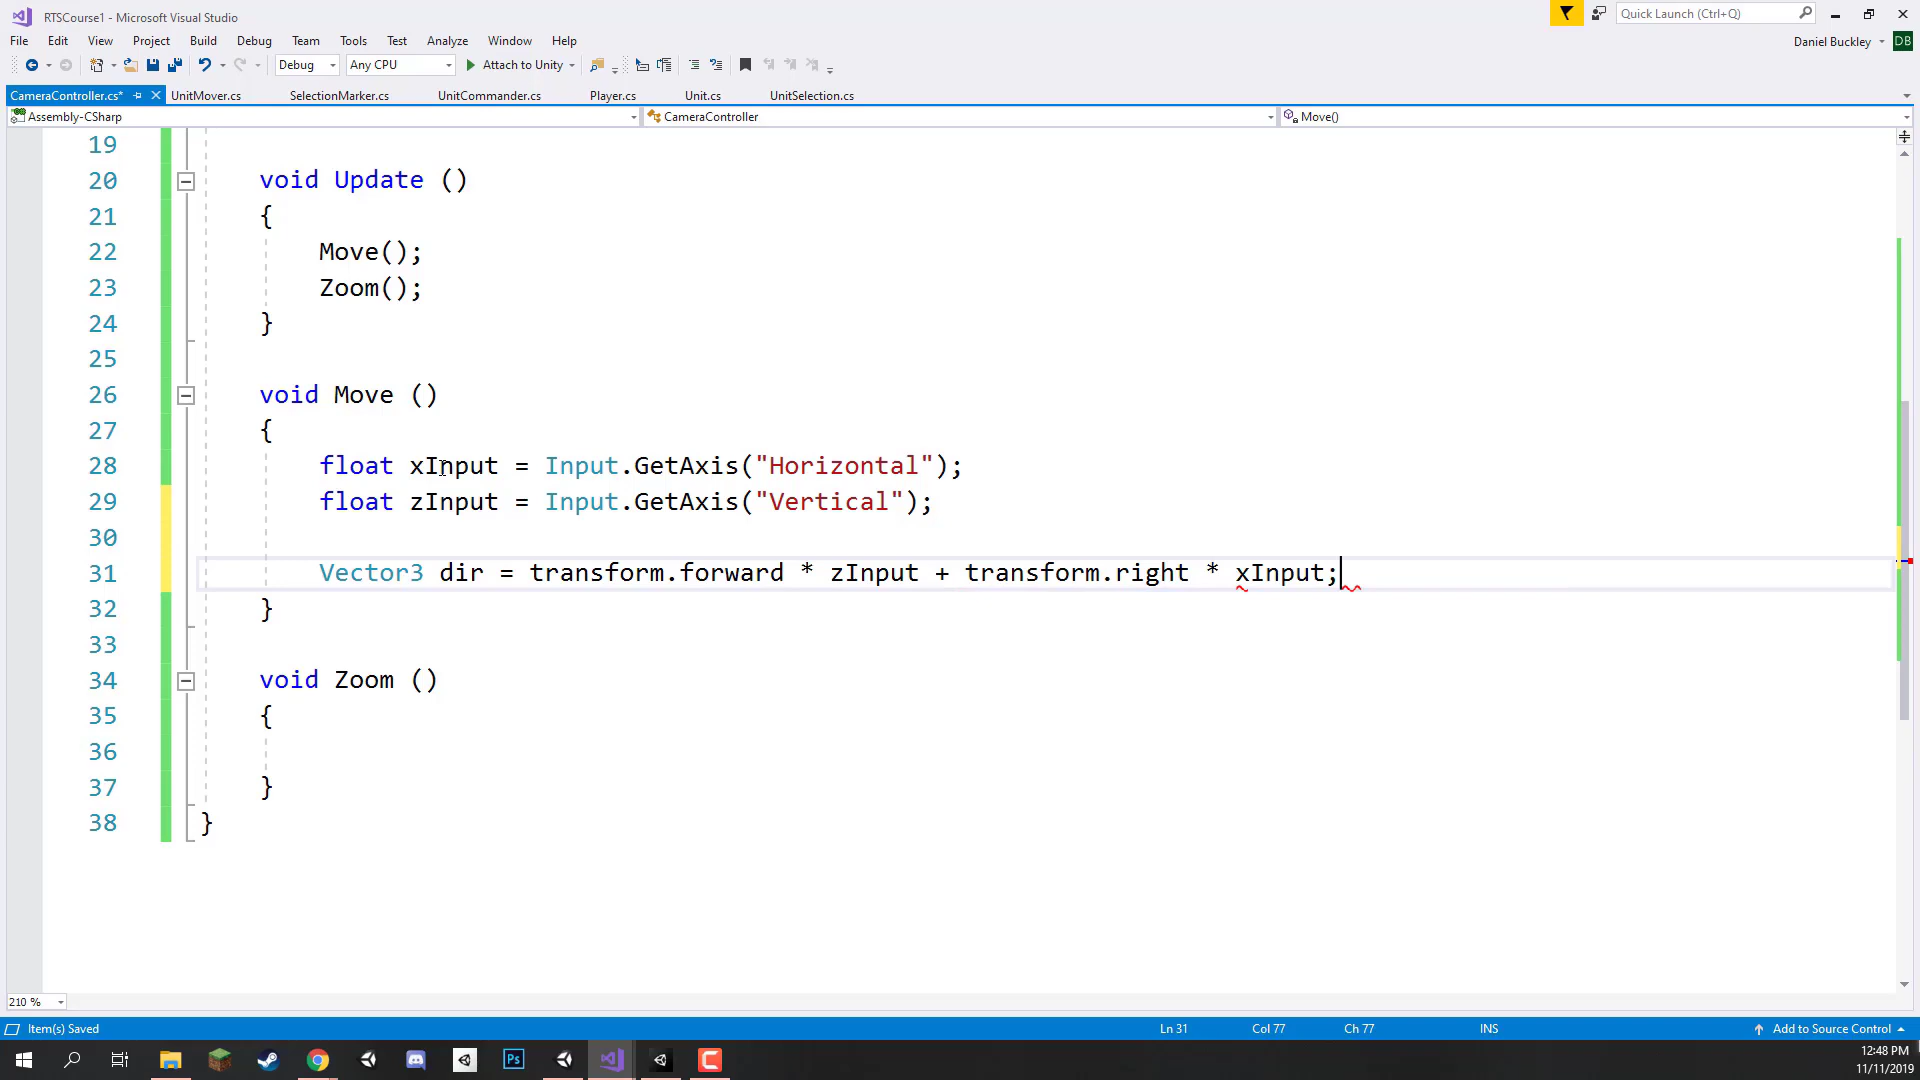 RTSCourse1 - Microsoft Visual Studio
Quick Launch (Ctrl+Q)
File Edit View Project Build Debug Team Tools Test Analyze Window Help
Daniel Buckley DB
Debug Any CPU Attach to Unity
CameraController.cs* UnitMover.cs SelectionMarker.cs UnitCommander.cs Player.cs Unit.cs UnitSelection.cs
Assembly-CSharp CameraController Move()
19
20 void Update ()
21 {
22 Move();
23 Zoom();
24 }
25
26 void Move ()
27 {
28 float xInput = Input.GetAxis("Horizontal");
29 float zInput = Input.GetAxis("Vertical");
30
31 Vector3 dir = transform.forward * zInput + transform.right * xInput;
32 }
33
34 void Zoom ()
35 {
36
37 }
38 }
210 %
Item(s) Saved Ln 31 Col 77 Ch 77 INS Add to Source Control
Ps
12:48 PM
11/11/2019